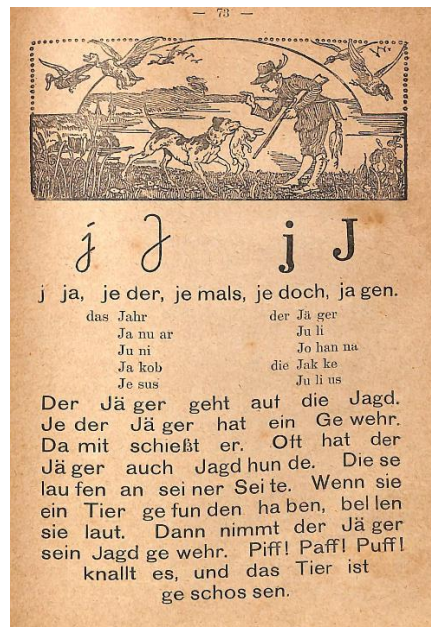 — 73 —
j J j J
j ja, je der, je mals, je doch, ja gen.
das Jahr
Ja nu ar
Ju ni
Ja kob
Je sus
der Jä ger
Ju li
Jo han na
die Jak ke
Ju li us
Der Jä ger geht auf die Jagd.
Je der Jä ger hat ein Ge wehr.
Da mit schießt er. Oft hat der
Jä ger auch Jagd hun de. Die se
lau fen an sei ner Sei te. Wenn sie
ein Tier ge fun den ha ben, bel len
sie laut. Dann nimmt der Jä ger
sein Jagd ge wehr. Piff! Paff! Puff!
knallt es, und das Tier ist
ge schos sen.